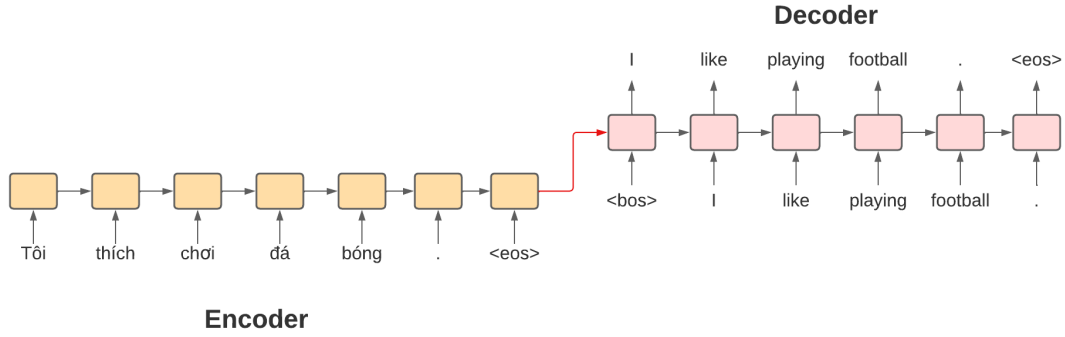 Decoder
I like playing football . <eos>
<bos> I like playing football .
Tôi thích chơi đá bóng . <eos>
Encoder